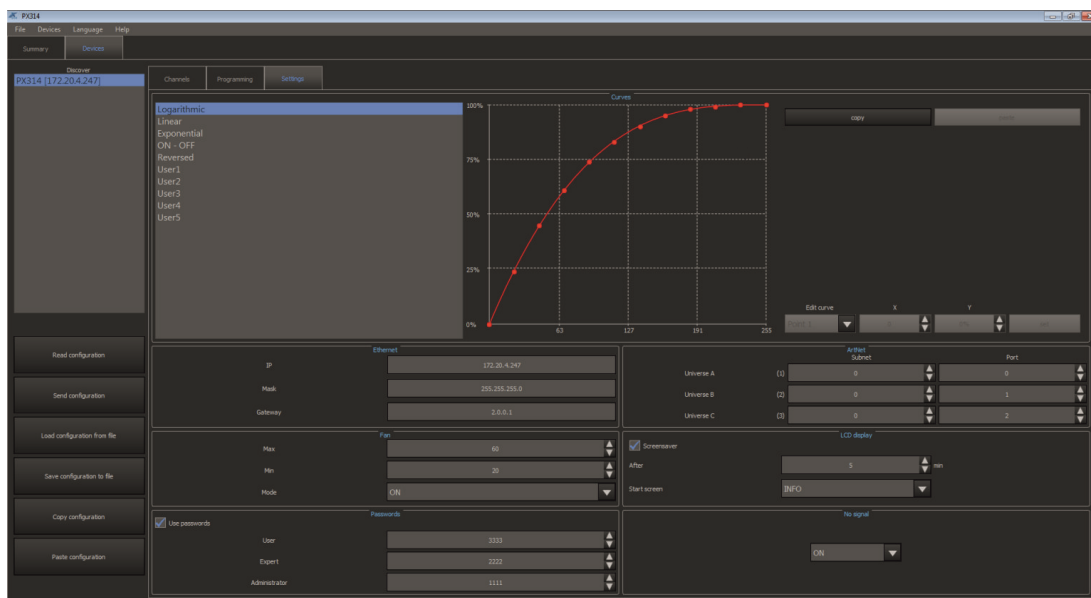 PX314
File Devices Language Help
Summary Devices
Discover
PX314 [172.20.4.247]
Channels Programming Settings
Curves
Logarithmic
Linear
Exponential
ON - OFF
Reversed
User1
User2
User3
User4
User5
100%
75%
50%
25%
0%
63 127 191 255
copy
Edit curve X Y
Point 1
Read configuration
Send configuration
Load configuration from file
Save configuration to file
Copy configuration
Paste configuration
Ethernet
IP 172.20.4.247
Mask 255.255.255.0
Gateway 2.0.0.1
ArtNet
Subnet Port
Universe A (1) 0 0
Universe B (2) 0 1
Universe C (3) 0 2
Fan
Max 60
Min 20
Mode ON
LCD display
Screensaver
After 5 min
Start screen INFO
Passwords
Use passwords
User 3333
Expert 2222
Administrator 1111
No signal
ON